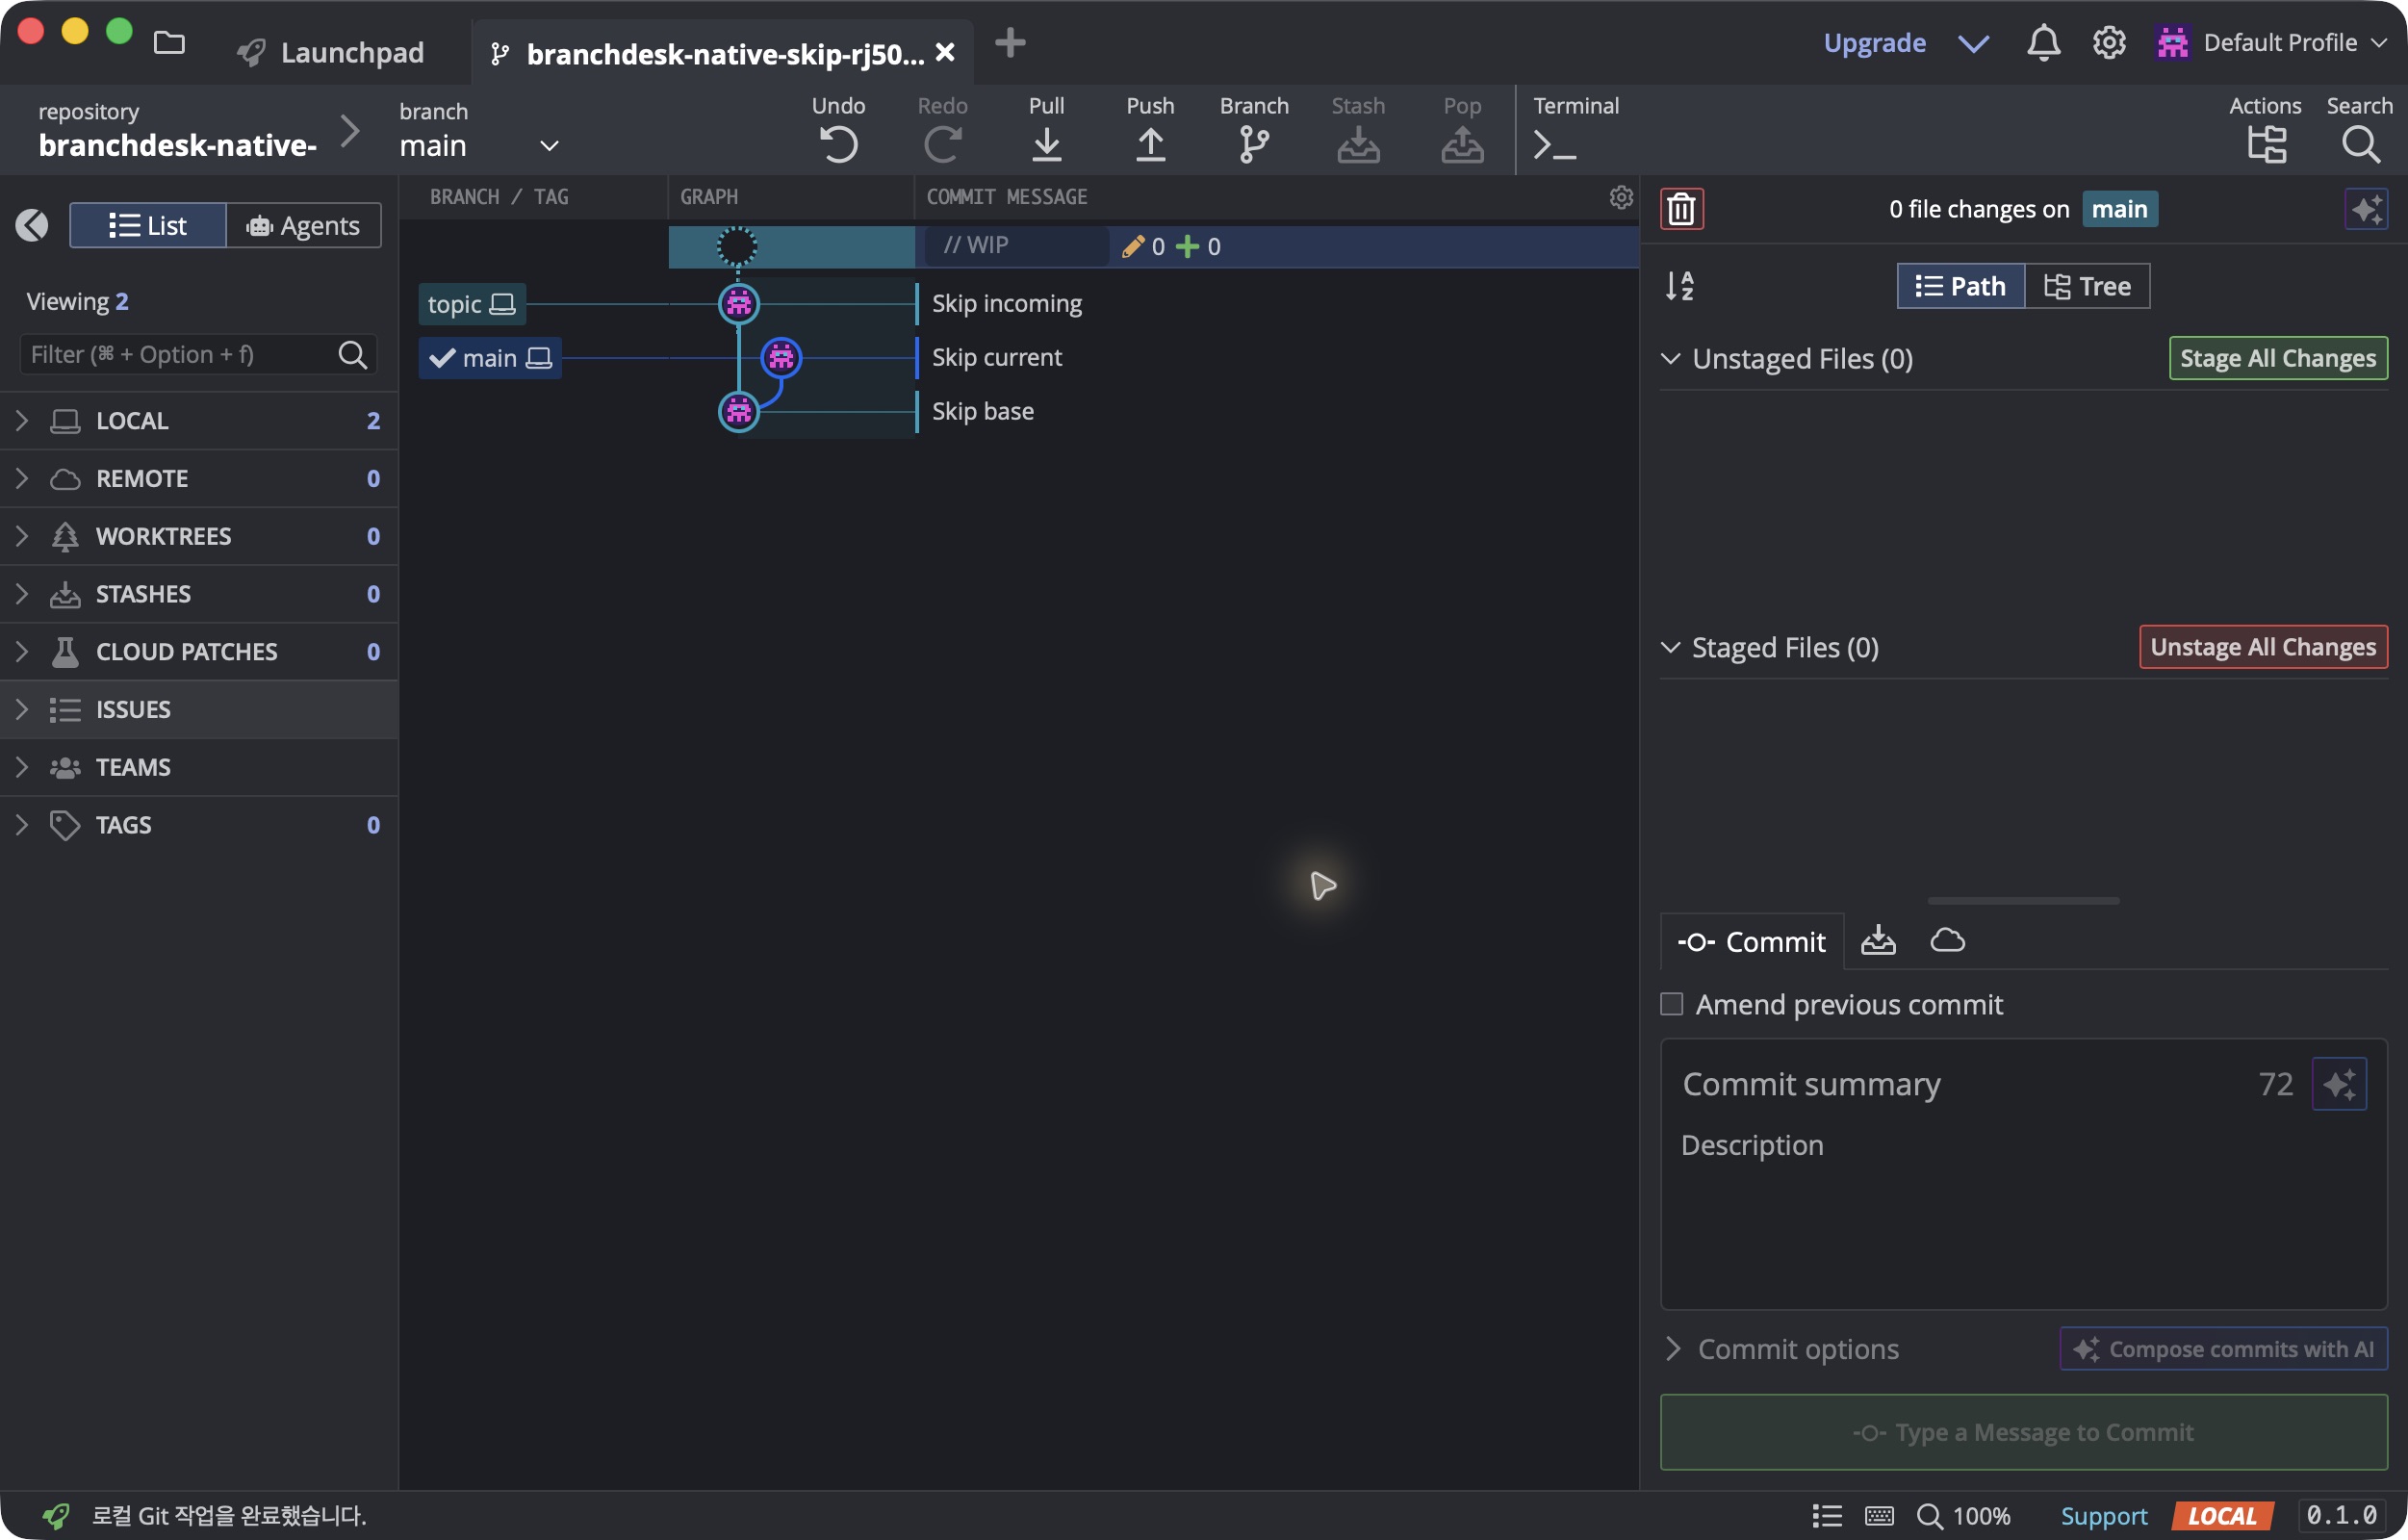 Launchpad
branchdesk-native-skip-rj50...
Upgrade
Default Profile
repository
branchdesk-native-
branch
main
Undo
Redo
Pull
Push
Branch
Stash
Pop
Terminal
Actions
Search
List
Agents
Viewing 2
Filter (⌘ + Option + f)
LOCAL 2
REMOTE 0
WORKTREES 0
STASHES 0
CLOUD PATCHES 0
ISSUES
TEAMS
TAGS 0
BRANCH / TAG
GRAPH
COMMIT MESSAGE
// WIP 0 0
topic Skip incoming
main Skip current
Skip base
0 file changes on main
A
Z
Path
Tree
Unstaged Files (0)
Stage All Changes
Staged Files (0)
Unstage All Changes
Commit
Amend previous commit
Commit summary 72
Description
Commit options
Compose commits with AI
Type a Message to Commit
로컬 Git 작업을 완료했습니다.
100%
Support
LOCAL
0.1.0